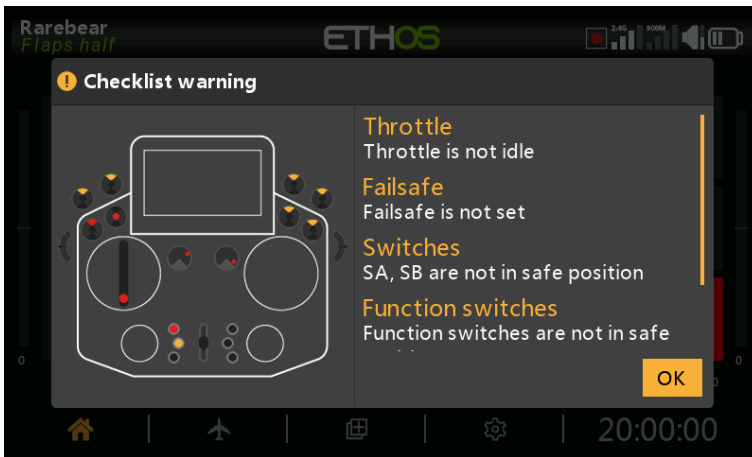 Rarebear
Flaps half
ETHOS
2.4G
900M
Checklist warning
Throttle
Throttle is not idle
Failsafe
Failsafe is not set
Switches
SA, SB are not in safe position
Function switches
Function switches are not in safe
OK
0
0
20:00:00